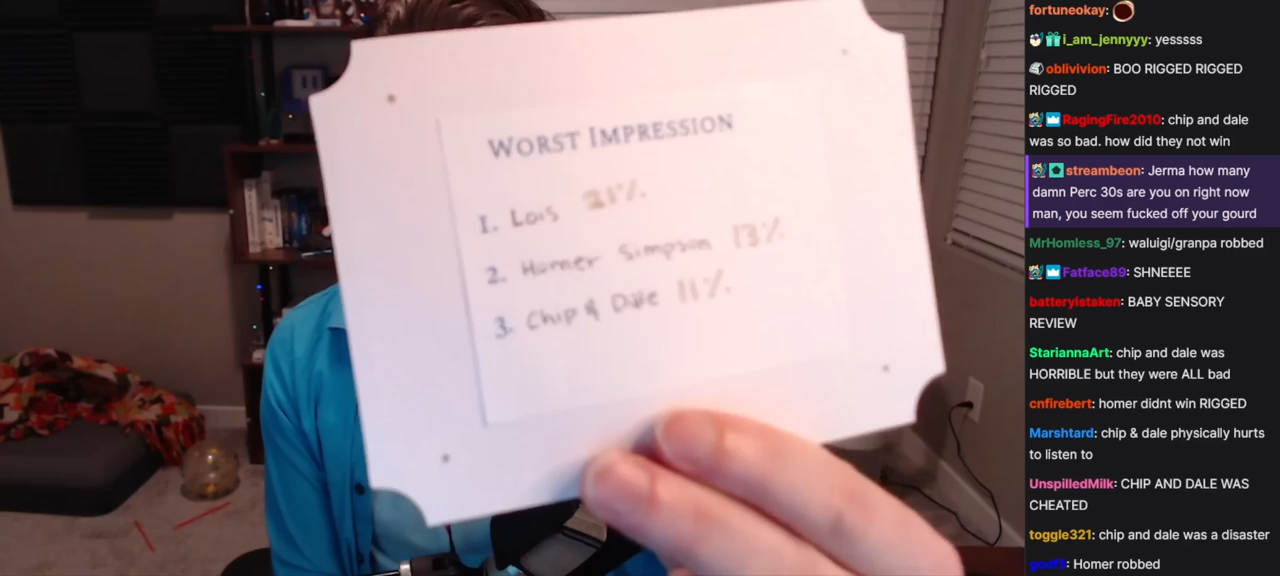 WORST IMPRESSION
1. Lois 21%
2. Homer Simpson 13%
3. Chip & Dale 11%
fortuneokay:
i_am_jennyyy: yesssss
oblivivion: BOO RIGGED RIGGED
RIGGED
RagingFire2010: chip and dale
was so bad. how did they not win
streambeon: Jerma how many
damn Perc 30s are you on right now
man, you seem fucked off your gourd
MrHomless_97: waluigi/granpa robbed
Fatface89: SHNEEEE
batteryistaken: BABY SENSORY
REVIEW
StariannaArt: chip and dale was
HORRIBLE but they were ALL bad
cnfirebert: homer didnt win RIGGED
Marshtard: chip & dale physically hurts
to listen to
UnspilledMilk: CHIP AND DALE WAS
CHEATED
toggle321: chip and dale was a disaster
Homer robbed